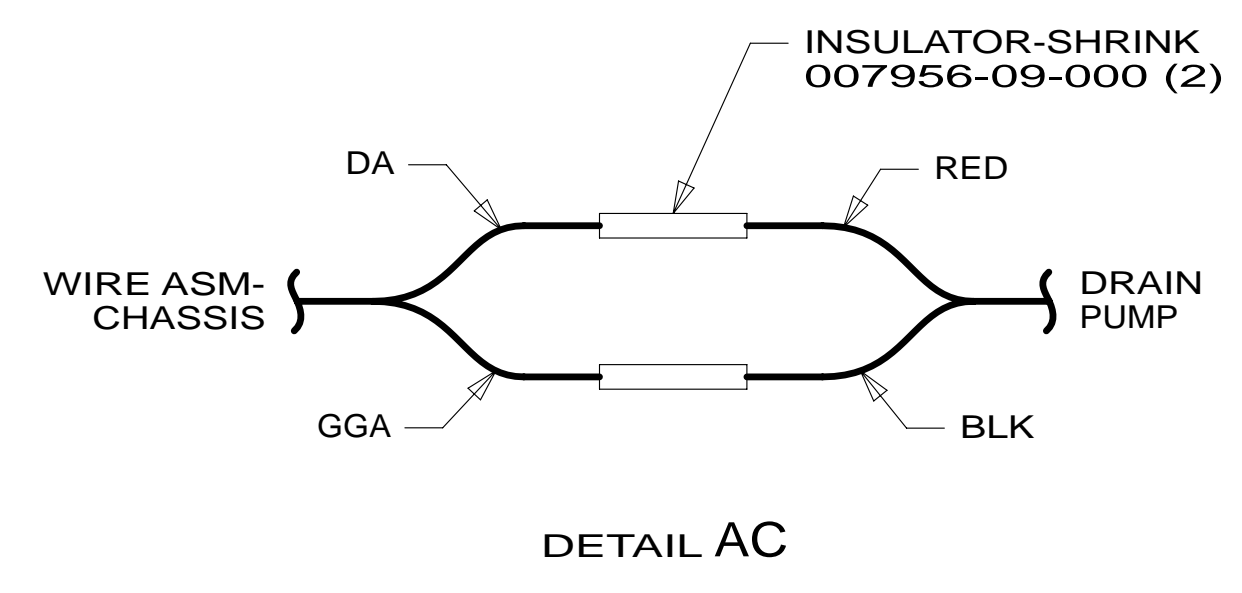 INSULATOR-SHRINK
007956-09-000 (2)
DA
RED
WIRE ASM-
CHASSIS
DRAIN
PUMP
GGA
BLK
DETAIL AC